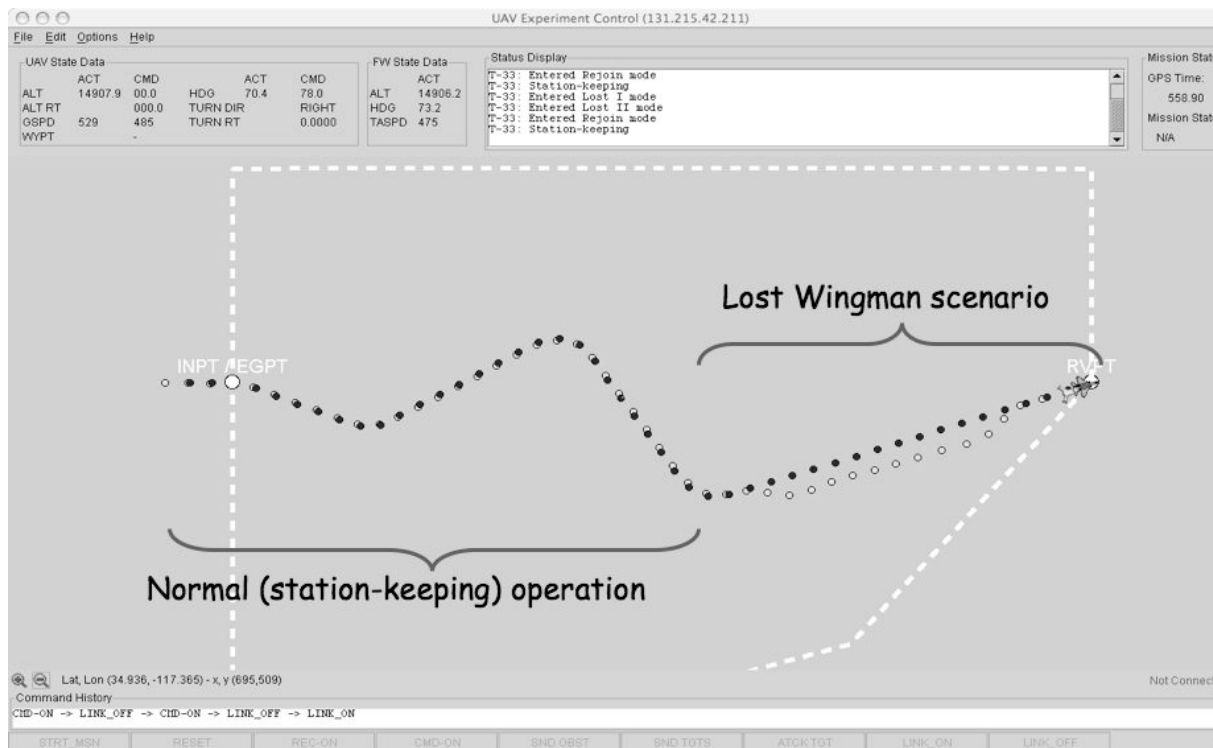 UAV Experiment Control (131.215.42.211)
File Edit Options Help
UAV State Data
ACT CMD ACT CMD
ALT 14907.9 00.0 HDG 70.4 78.0
ALT RT 000.0 TURN DIR RIGHT
GSPD 529 485 TURN RT 0.0000
WYPT -
FW State Data
ACT
ALT 14906.2
HDG 73.2
TASPD 475
Status Display
T-33: Entered Rejoin mode
T-33: Station-keeping
T-33: Entered Lost I mode
T-33: Entered Lost II mode
T-33: Entered Rejoin mode
T-33: Station-keeping
Mission Stat
GPS Time:
558.90
Mission Stat
N/A
Lost Wingman scenario
INPT / EGPT
RVPT
Normal (station-keeping) operation
Lat, Lon (34.936, -117.365) - x, y (695,509)
Not Connect
Command History
CMD-ON -> LINK_OFF -> CMD-ON -> LINK_OFF -> LINK_ON
STRT_MSN RESET REC-ON CMD-ON SND OBST SND TGTS ATCK TGT LINK_ON LINK_OFF